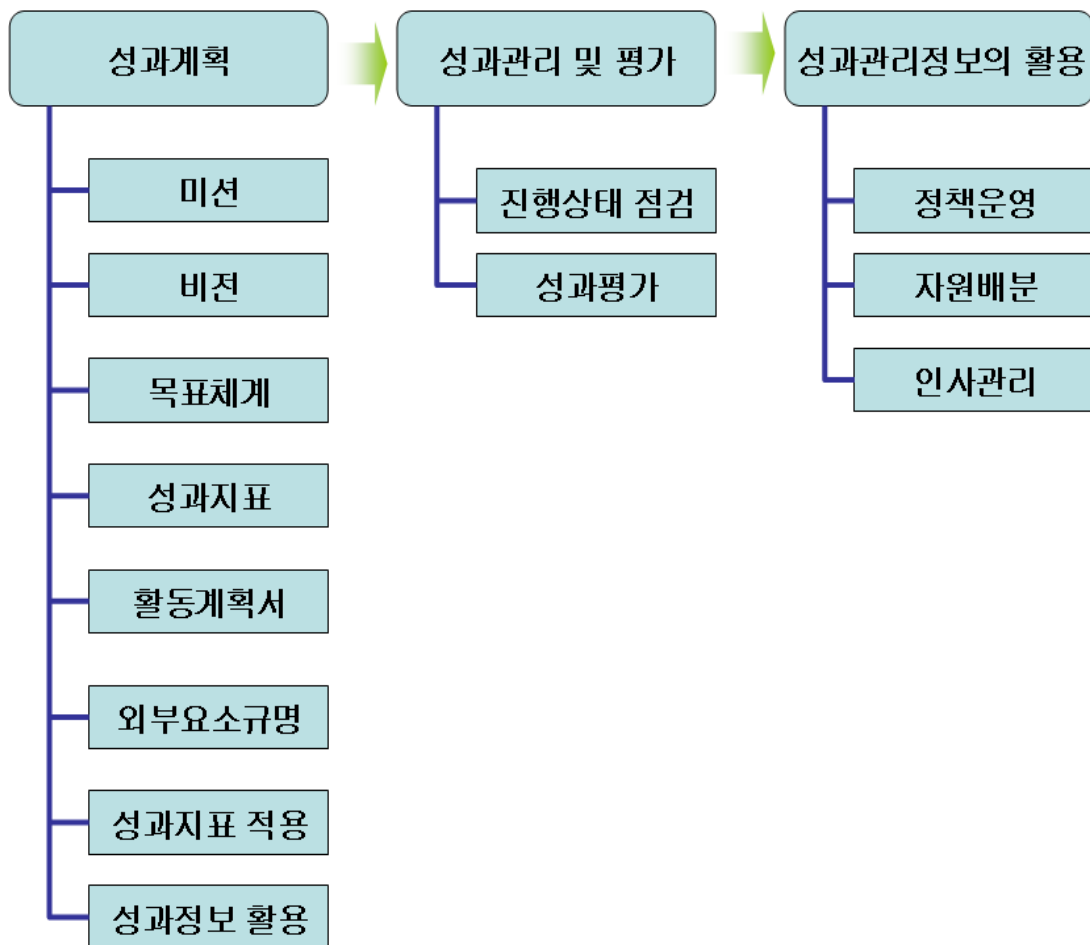 성과계획
성과관리 및 평가
성과관리정보의 활용
미션
비전
목표체계
성과지표
활동계획서
외부요소규명
성과지표 적용
성과정보 활용
진행상태 점검
성과평가
정책운영
자원배분
인사관리